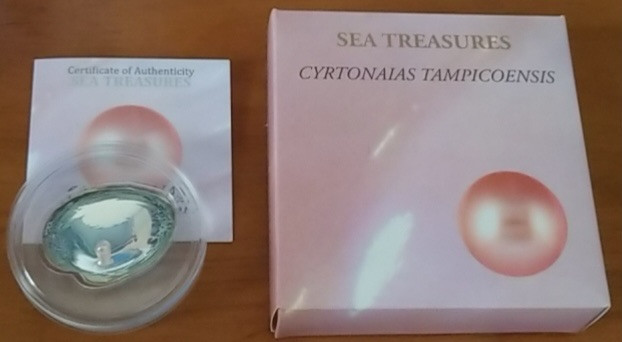 Certificate of Authenticity
SEA TREASURES
SEA TREASURES
CYRTONAIAS TAMPICOENSIS